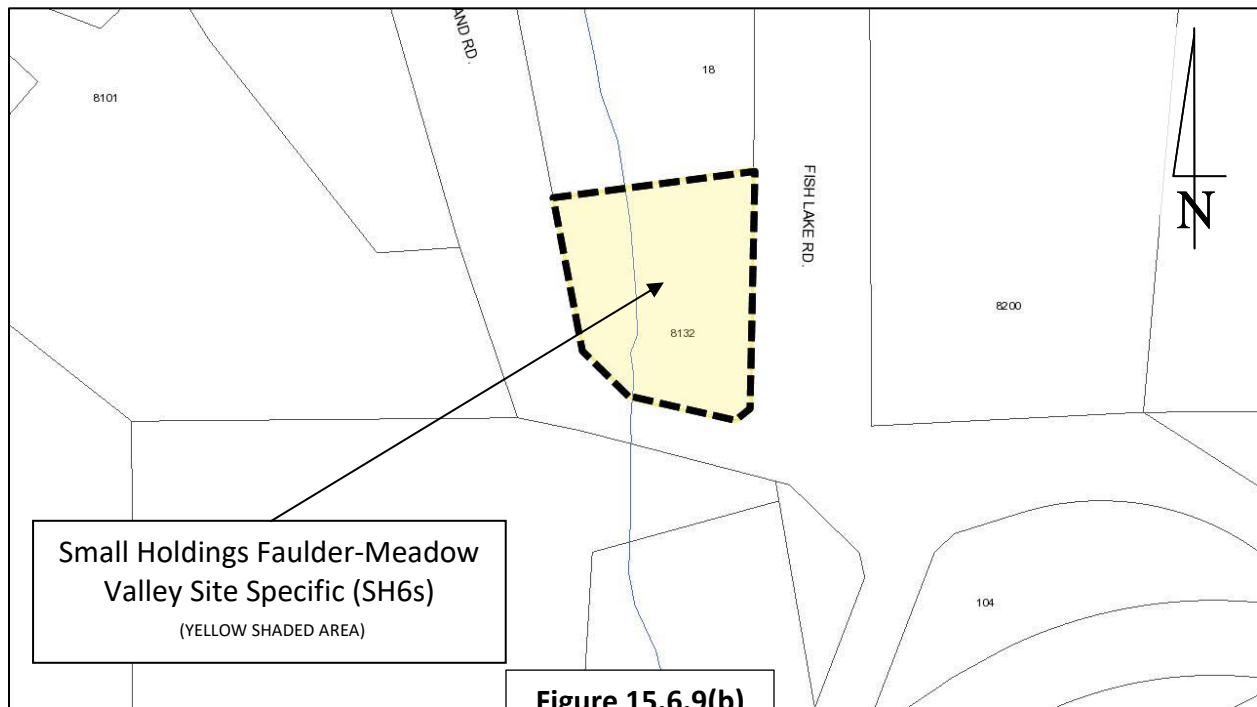 AND RD.
18
8101
FISH LAKE RD.
N
8200
8132
Small Holdings Faulder-Meadow
Valley Site Specific (SH6s)
(YELLOW SHADED AREA)
104
Figure 15.6.9(b)